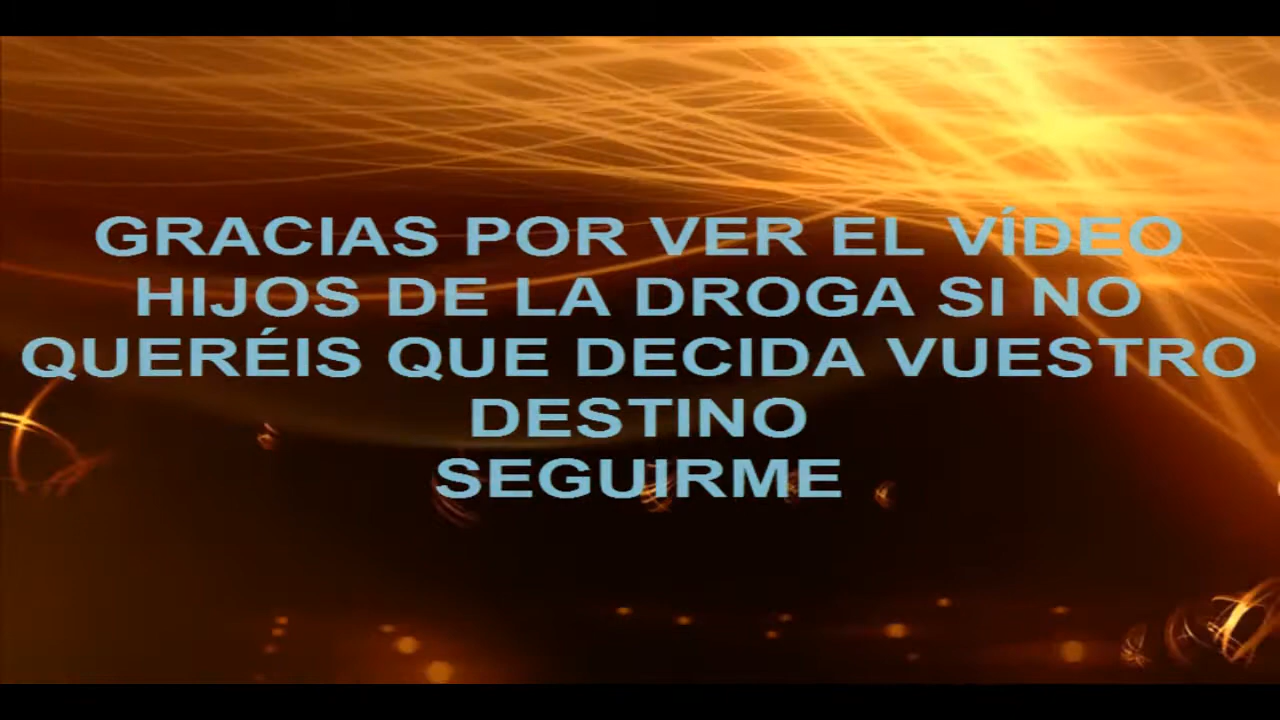 GRACIAS POR VER EL VÍDEO
HIJOS DE LA DROGA SI NO
QUERÉIS QUE DECIDA VUESTRO
DESTINO
SEGUIRME